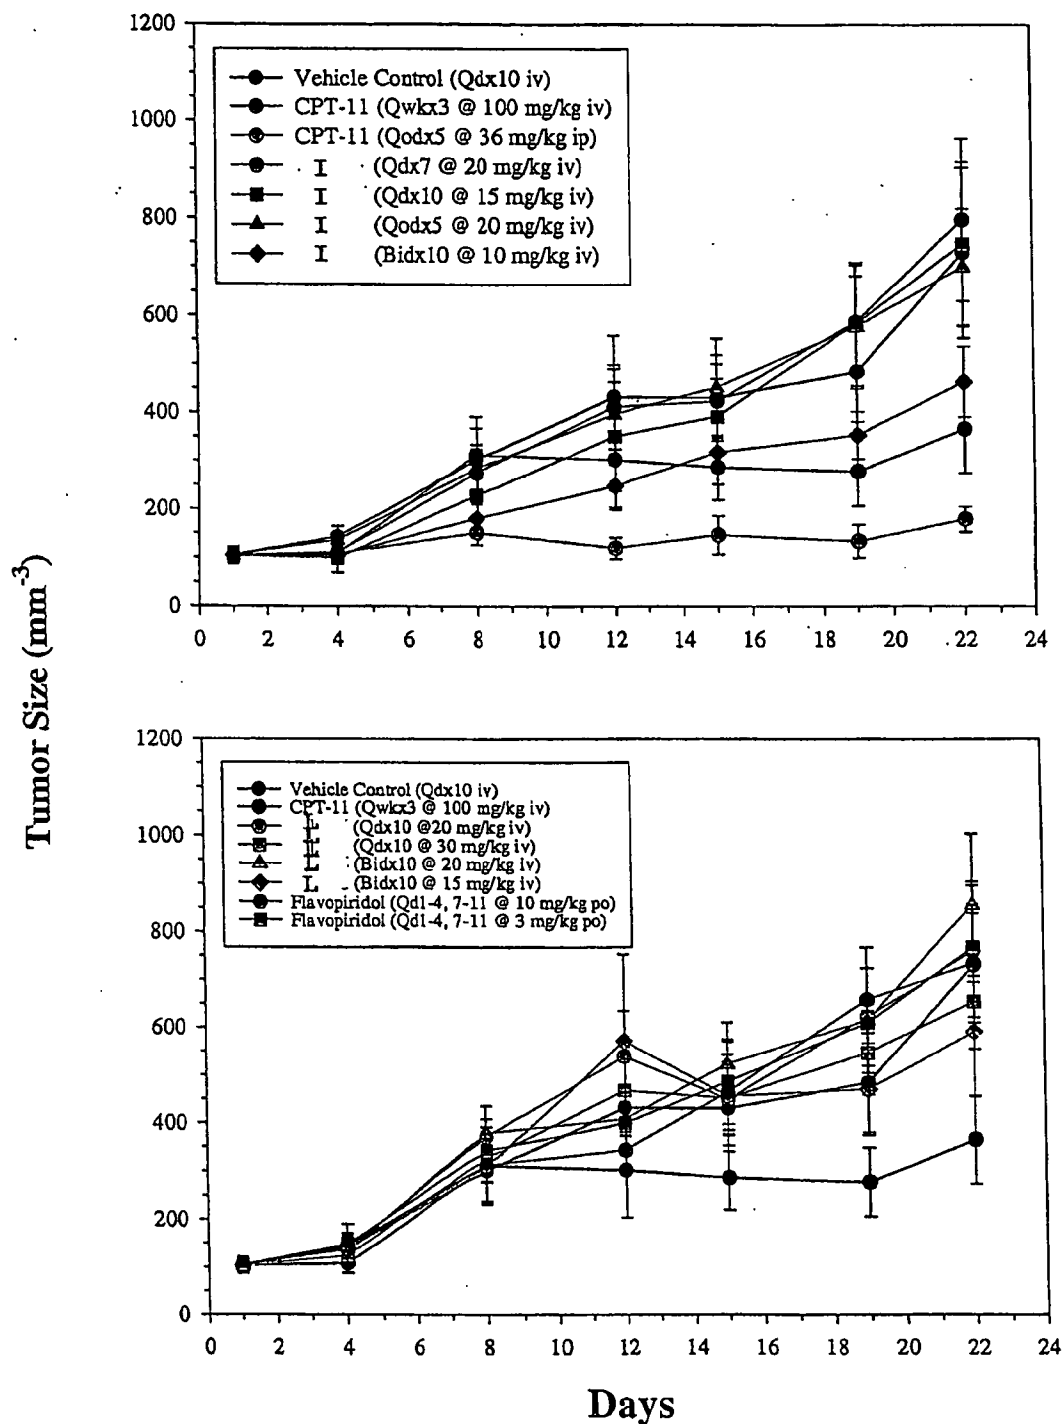 1200
1000
800
600
400
200
0
Vehicle Control (Qdx10 iv)
CPT-11 (Qwkx3 @ 100 mg/kg iv)
CPT-11 (Qodx5 @ 36 mg/kg ip)
I (Qdx7 @ 20 mg/kg iv)
I (Qdx10 @ 15 mg/kg iv)
I (Qodx5 @ 20 mg/kg iv)
I (Bidx10 @ 10 mg/kg iv)
0 2 4 6 8 10 12 14 16 18 20 22 24
Tumor Size (mm-3)
1200
1000
800
600
400
200
0
Vehicle Control (Qdx10 iv)
CPT-11 (Qwkx3 @ 100 mg/kg iv)
(Qdx10 @20 mg/kg iv)
(Qdx10 @ 30 mg/kg iv)
(Bidx10 @ 20 mg/kg iv)
(Bidx10 @ 15 mg/kg iv)
Flavopiridol (Qd1-4, 7-11 @ 10 mg/kg po)
Flavopiridol (Qd1-4, 7-11 @ 3 mg/kg po)
0 2 4 6 8 10 12 14 16 18 20 22 24
Days